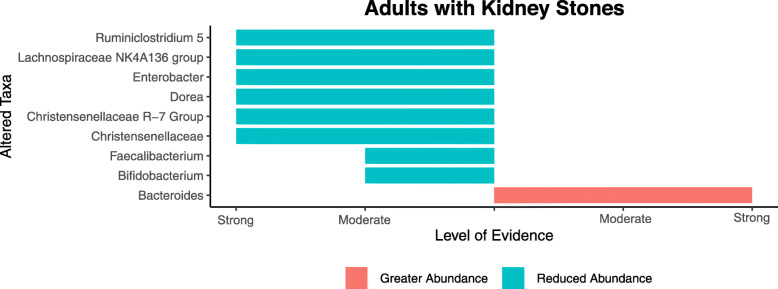 Adults with Kidney Stones
Altered Taxa
Ruminiclostridium 5
Lachnospiraceae NK4A136 group
Enterobacter
Dorea
Christensenellaceae R−7 Group
Christensenellaceae
Faecalibacterium
Bifidobacterium
Bacteroides
Strong Moderate Moderate Strong
Level of Evidence
Greater Abundance Reduced Abundance